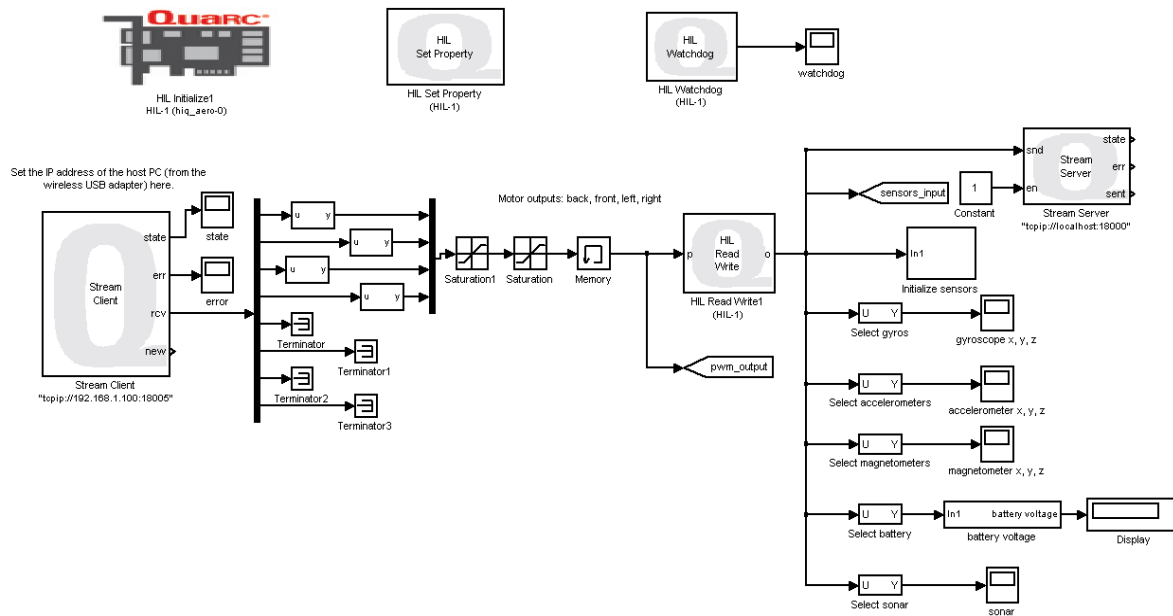 QUARC®
HIL Initialize1
HIL-1 (hiq_aero-0)
HIL
Set Property
HIL Set Property
(HIL-1)
HIL
Watchdog
HIL Watchdog
(HIL-1)
watchdog
Set the IP address of the host PC (from the
wireless USB adapter) here.
Stream
Client
state
err
rcv
new
Stream Client
"tcpip://192.168.1.100:18005"
state
error
u y
u y
u y
u y
Terminator
Terminator1
Terminator2
Terminator3
Motor outputs: back, front, left, right
Saturation1
Saturation
Memory
p
HIL
Read
Write
o
HIL Read Write1
(HIL-1)
pwm_output
sensors_input
1
Constant
snd
en
Stream
Server
state
err
sent
Stream Server
"tcpip://localhost:18000"
In1
Initialize sensors
U Y
Select gyros
gyroscope x, y, z
U Y
Select accelerometers
accelerometer x, y, z
U Y
Select magnetometers
magnetometer x, y, z
U Y
Select battery
In1 battery voltage
battery voltage
Display
U Y
Select sonar
sonar